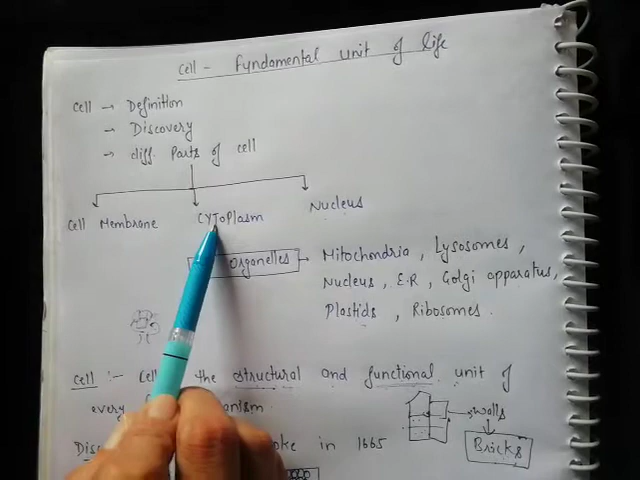 Cell - Fundamental unit of life
Cell → Definition
→ Discovery
→ diff. Parts of cell
Cell Membrane Cytoplasm Nucleus
Organelles → Mitochondria, Lysosomes,
Nucleus, E.R, Golgi apparatus,
Plastids, Ribosomes.
Cell :- the structural and functional unit of
every
walls
in 1665
Bricks